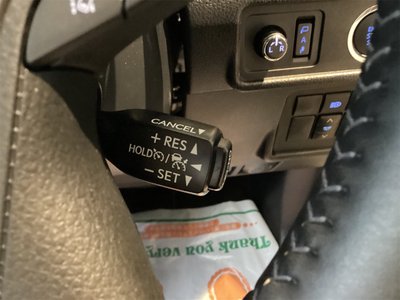 CANCEL ▼
+ RES ▲
HOLD / ◀
− SET ▼
L R
A
Thank you very